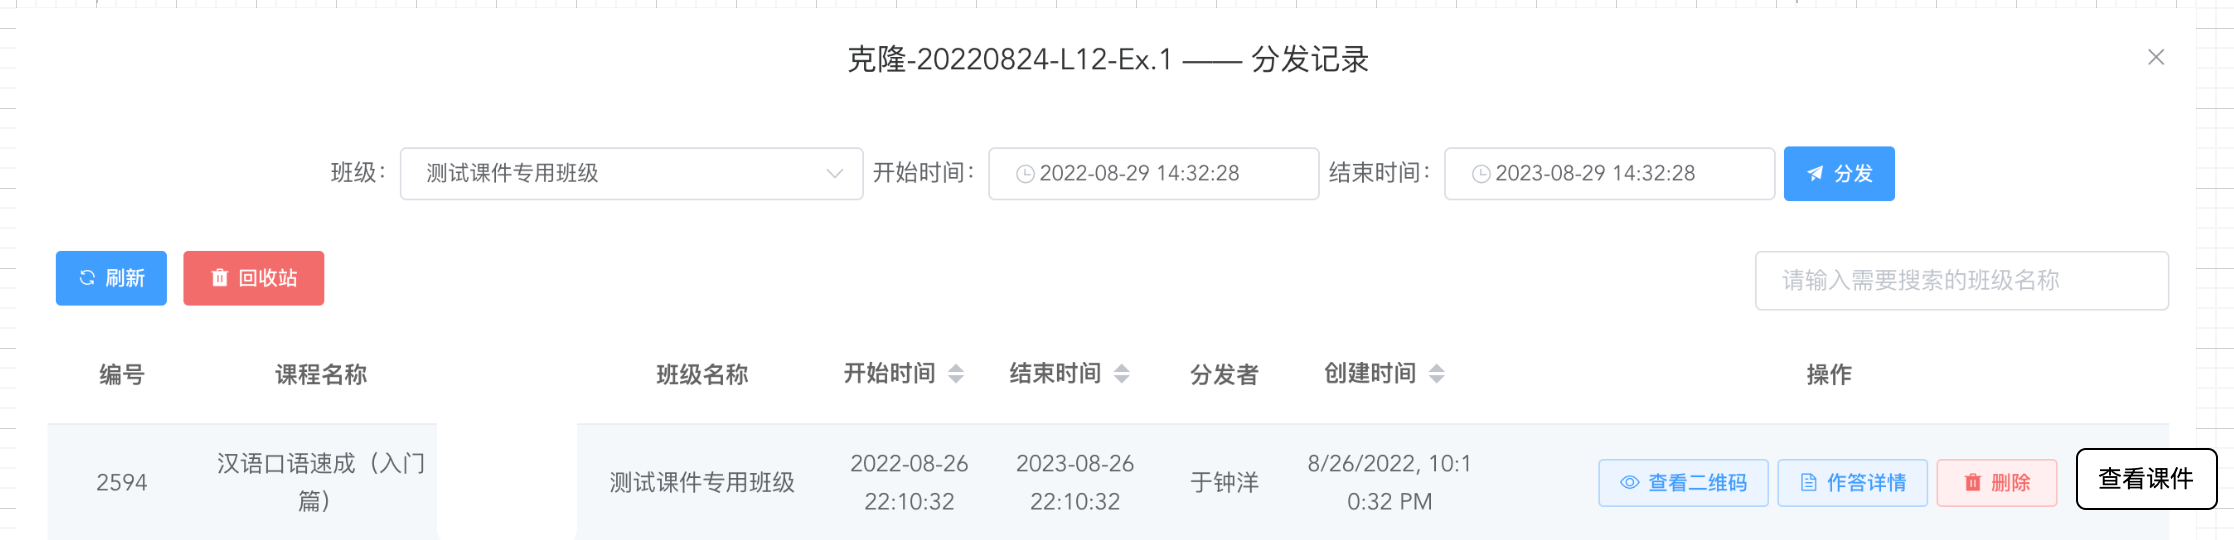 克隆-20220824-L12-Ex.1 —— 分发记录
班级： 测试课件专用班级 开始时间： 2022-08-29 14:32:28 结束时间： 2023-08-29 14:32:28 分发
刷新 回收站 请输入需要搜索的班级名称
编号 课程名称 班级名称 开始时间 结束时间 分发者 创建时间 操作
2594 汉语口语速成（入门篇） 测试课件专用班级 2022-08-26 22:10:32 2023-08-26 22:10:32 于钟洋 8/26/2022, 10:10:32 PM 查看二维码 作答详情 删除 查看课件